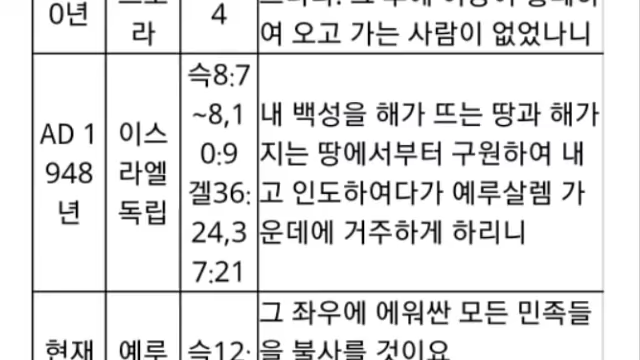 0년
라
4
여 오고 가는 사람이 없었나니
AD 1
948
년
이스
라엘
독립
슥8:7
~8,1
0:9
겔36:
24,3
7:21
내 백성을 해가 뜨는 땅과 해가
지는 땅에서부터 구원하여 내
고 인도하여다가 예루살렘 가
운데에 거주하게 하리니
현재
예루
슥12:
그 좌우에 에워싼 모든 민족들
을 불사를 것이요